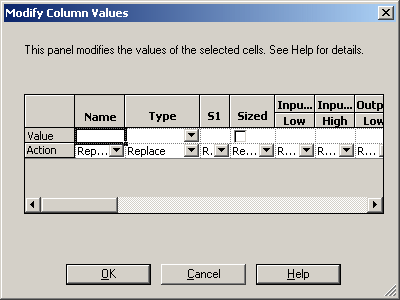 Modify Column Values
This panel modifies the values of the selected cells. See Help for details.
Name Type S1 Sized Inpu... Inpu... Outp
Low High Low
Value
Action Rep... Replace R... Re... R... R... R...
OK Cancel Help